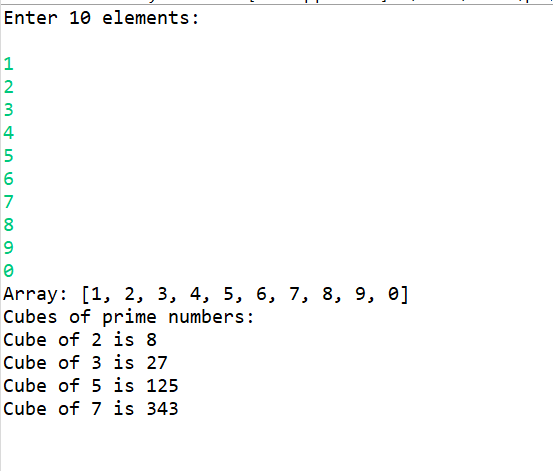 Enter 10 elements:
1
2
3
4
5
6
7
8
9
0
Array: [1, 2, 3, 4, 5, 6, 7, 8, 9, 0]
Cubes of prime numbers:
Cube of 2 is 8
Cube of 3 is 27
Cube of 5 is 125
Cube of 7 is 343